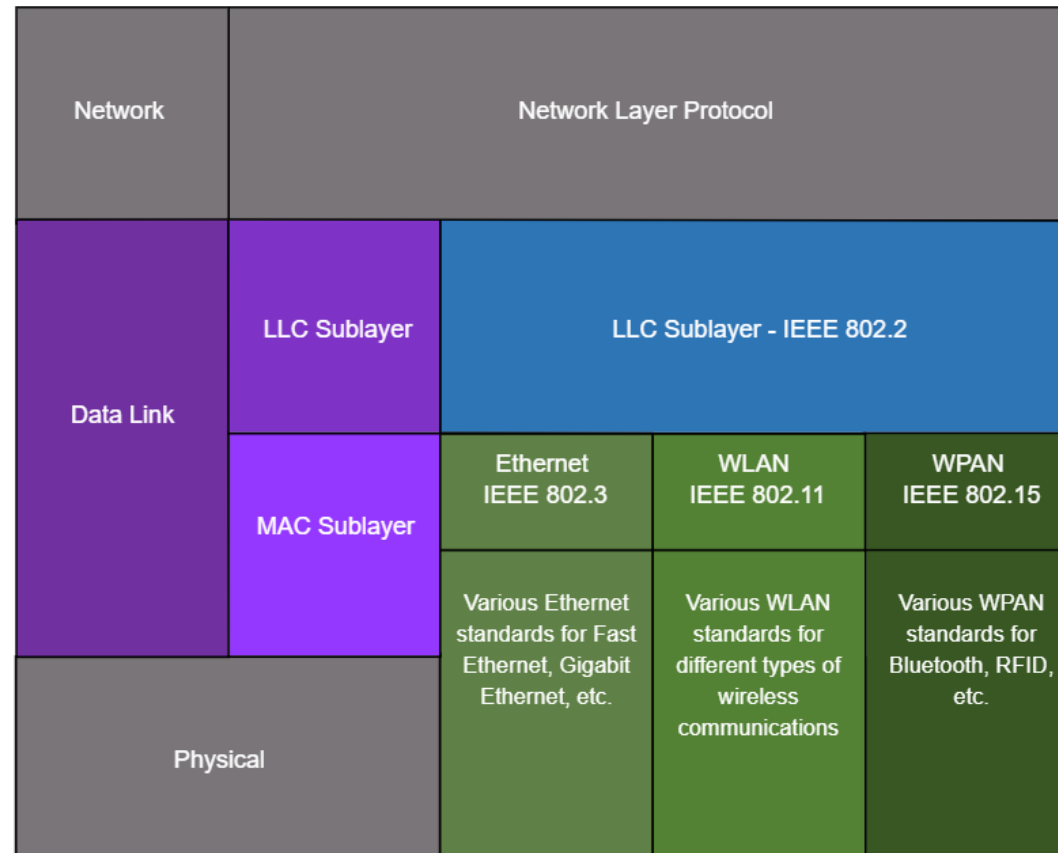 Network
Network Layer Protocol
Data Link
LLC Sublayer
LLC Sublayer - IEEE 802.2
MAC Sublayer
Ethernet
IEEE 802.3
WLAN
IEEE 802.11
WPAN
IEEE 802.15
Various Ethernet
standards for Fast
Ethernet, Gigabit
Ethernet, etc.
Various WLAN
standards for
different types of
wireless
communications
Various WPAN
standards for
Bluetooth, RFID,
etc.
Physical